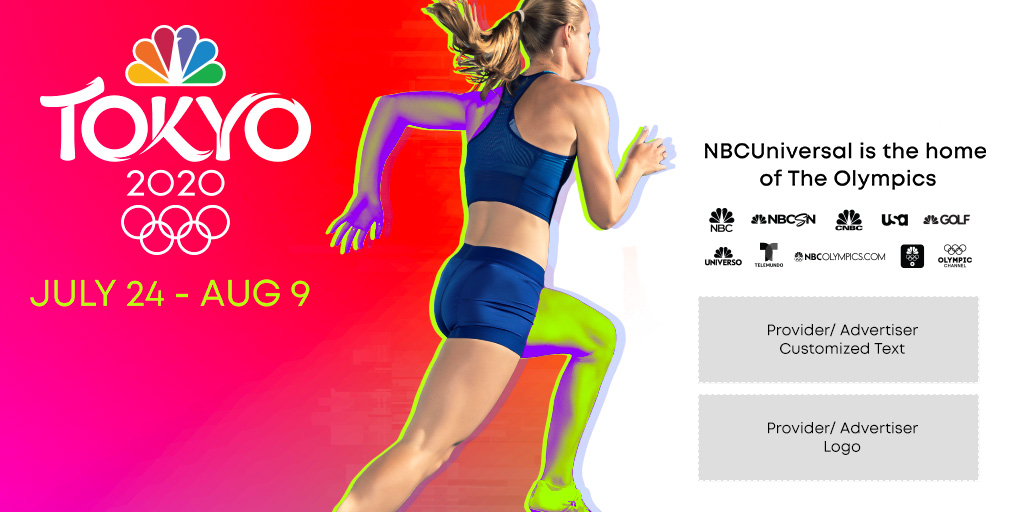 TOKYO
2020
JULY 24 - AUG 9
NBCUniversal is the home
of The Olympics
NBC
NBCSN
CNBC
USA
GOLF
UNIVERSO
TELEMUNDO
NBCOLYMPICS.COM
OLYMPIC
CHANNEL
Provider/ Advertiser
Customized Text
Provider/ Advertiser
Logo